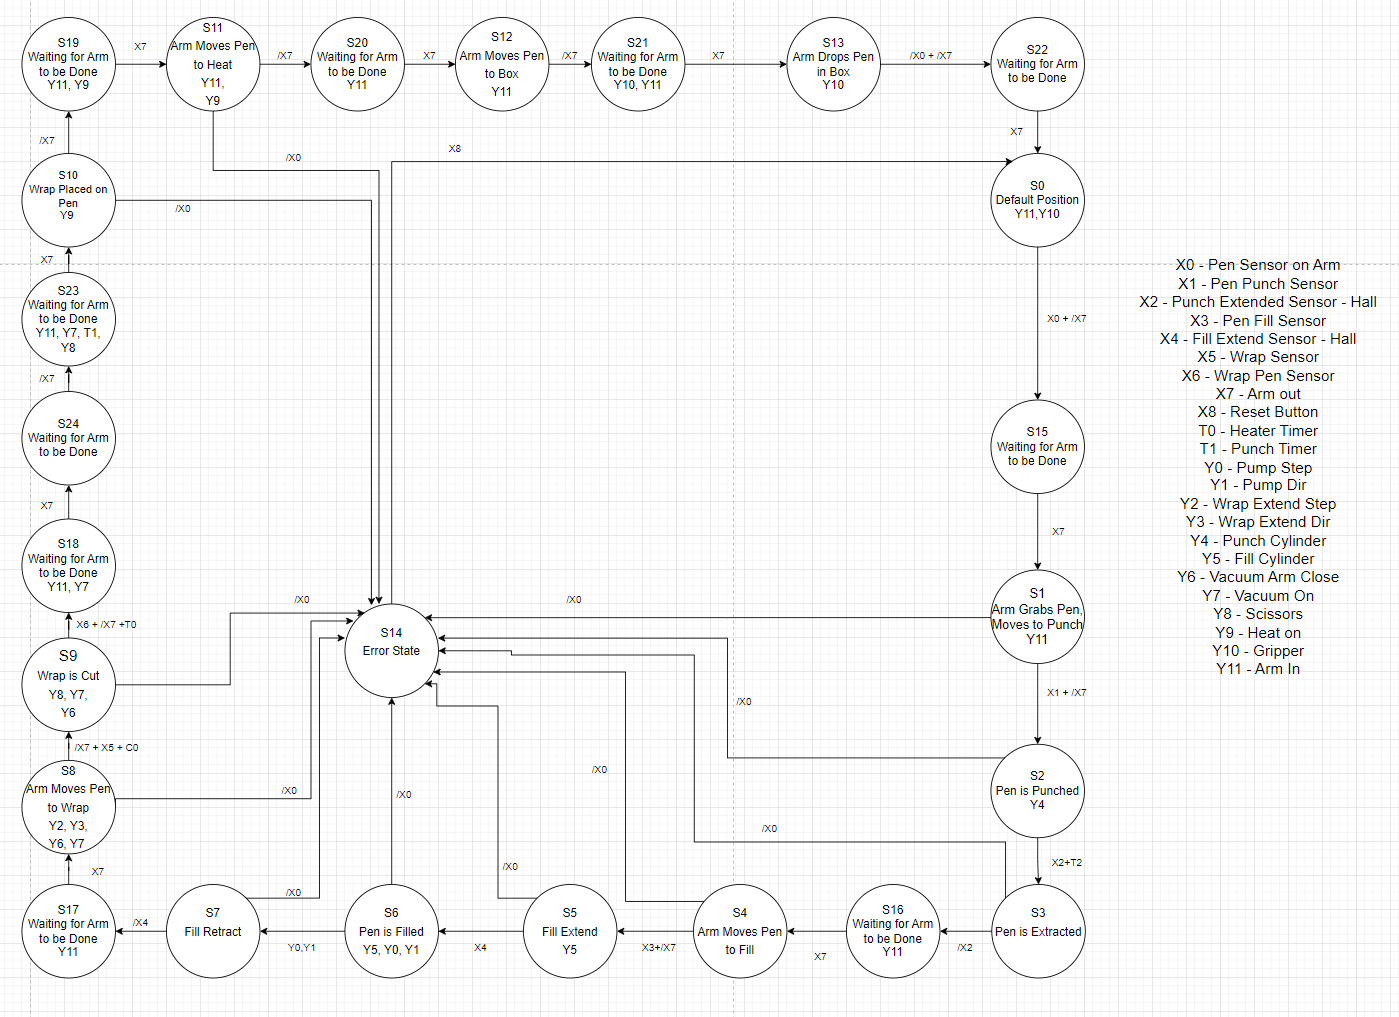 S19
Waiting for Arm
to be Done
Y11, Y9
X7
S11
Arm Moves Pen
to Heat
Y11,
Y9
/X7
S20
Waiting for Arm
to be Done
Y11
X7
S12
Arm Moves Pen
to Box
Y11
/X7
S21
Waiting for Arm
to be Done
Y10, Y11
X7
S13
Arm Drops Pen
in Box
Y10
/X0 + /X7
S22
Waiting for Arm
to be Done
X7
/X7
/X0
X8
S10
Wrap Placed on
Pen
Y9
/X0
S0
Default Position
Y11,Y10
X7
S23
Waiting for Arm
to be Done
Y11, Y7, T1,
Y8
X0 + /X7
/X7
S24
Waiting for Arm
to be Done
S15
Waiting for Arm
to be Done
X7
X7
S18
Waiting for Arm
to be Done
Y11, Y7
X6 + /X7 +T0
/X0
/X0
S1
Arm Grabs Pen,
Moves to Punch
Y11
S14
Error State
S9
Wrap is Cut
Y8, Y7,
Y6
X1 + /X7
/X0
/X7 + X5 + C0
S8
Arm Moves Pen
to Wrap
Y2, Y3,
Y6, Y7
/X0
/X0
/X0
S2
Pen is Punched
Y4
/X0
X2+T2
X7
/X0
/X0
S17
Waiting for Arm
to be Done
Y11
/X4
S7
Fill Retract
Y0,Y1
S6
Pen is Filled
Y5, Y0, Y1
X4
S5
Fill Extend
Y5
X3+/X7
S4
Arm Moves Pen
to Fill
X7
S16
Waiting for Arm
to be Done
Y11
/X2
S3
Pen is Extracted
X0 - Pen Sensor on Arm
X1 - Pen Punch Sensor
X2 - Punch Extended Sensor - Hall
X3 - Pen Fill Sensor
X4 - Fill Extend Sensor - Hall
X5 - Wrap Sensor
X6 - Wrap Pen Sensor
X7 - Arm out
X8 - Reset Button
T0 - Heater Timer
T1 - Punch Timer
Y0 - Pump Step
Y1 - Pump Dir
Y2 - Wrap Extend Step
Y3 - Wrap Extend Dir
Y4 - Punch Cylinder
Y5 - Fill Cylinder
Y6 - Vacuum Arm Close
Y7 - Vacuum On
Y8 - Scissors
Y9 - Heat on
Y10 - Gripper
Y11 - Arm In